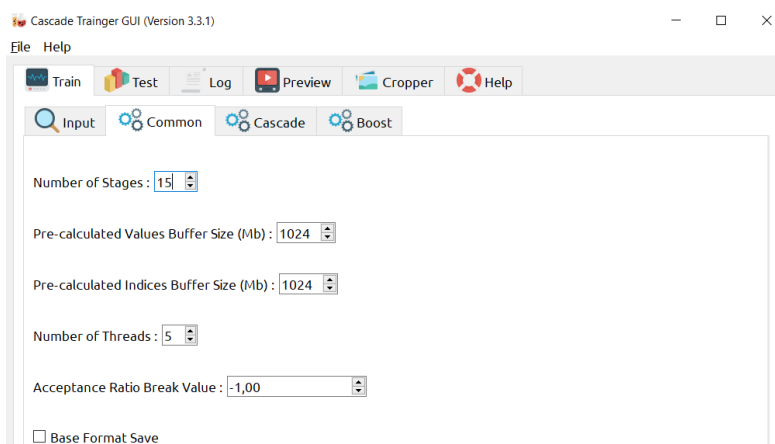 Cascade Trainger GUI (Version 3.3.1)
File Help
Train Test Log Preview Cropper Help
Input Common Cascade Boost
Number of Stages : 15
Pre-calculated Values Buffer Size (Mb) : 1024
Pre-calculated Indices Buffer Size (Mb) : 1024
Number of Threads : 5
Acceptance Ratio Break Value : -1,00
Base Format Save